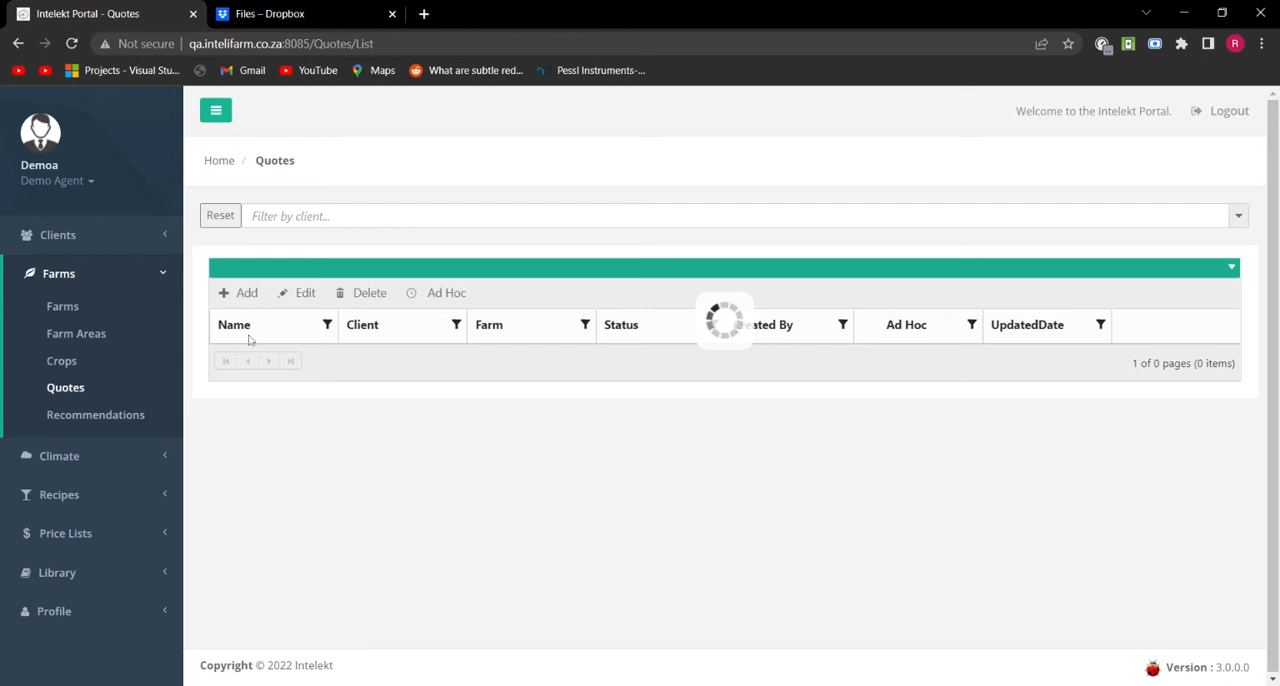 Intelekt Portal - Quotes
Files – Dropbox
Not secure
qa.intelifarm.co.za:8085/Quotes/List
R
Projects - Visual Stu...
Gmail
YouTube
Maps
What are subtle red...
Pessl Instruments-...
Welcome to the Intelekt Portal.
Logout
Demoa
Demo Agent
Home / Quotes
Reset
Filter by client...
Clients
Farms
Farms
Farm Areas
Crops
Quotes
Recommendations
Climate
Recipes
Price Lists
Library
Profile
Add
Edit
Delete
Ad Hoc
Name
Client
Farm
Status
ated By
Ad Hoc
UpdatedDate
1 of 0 pages (0 items)
Copyright © 2022 Intelekt
Version : 3.0.0.0